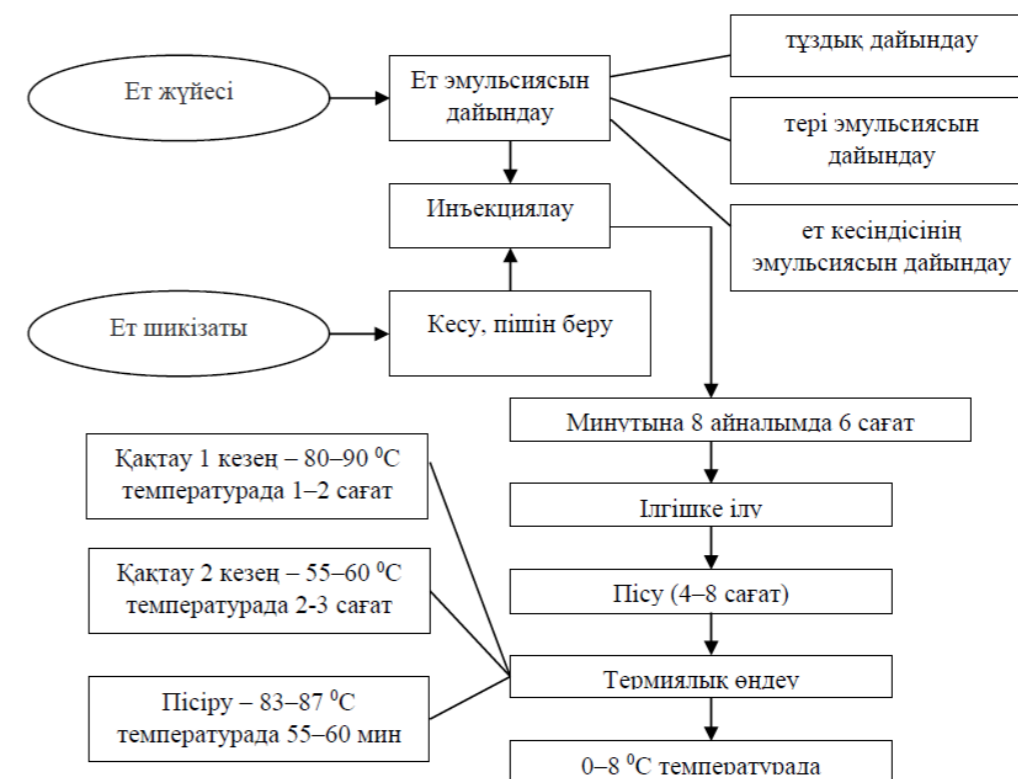 тұздық дайындау
Ет жүйесі
Ет эмульсиясын
дайындау
тері эмульсиясын
дайындау
Инъекциялау
ет кесіндісінің
эмульсиясын дайындау
Ет шикізаты
Кесу, пішін беру
Минутына 8 айналымда 6 сағат
Қақтау 1 кезең – 80–90 ⁰С
температурада 1–2 сағат
Ілгішке ілу
Қақтау 2 кезең – 55–60 ⁰С
температурада 2-3 сағат
Пісу (4–8 сағат)
Термиялық өңдеу
Пісіру – 83–87 ⁰С
температурада 55–60 мин
0–8 ⁰С температурада